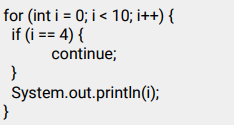 for (int i = 0; i < 10; i++) {
  if (i == 4) {
        continue;
  }
  System.out.println(i);
}